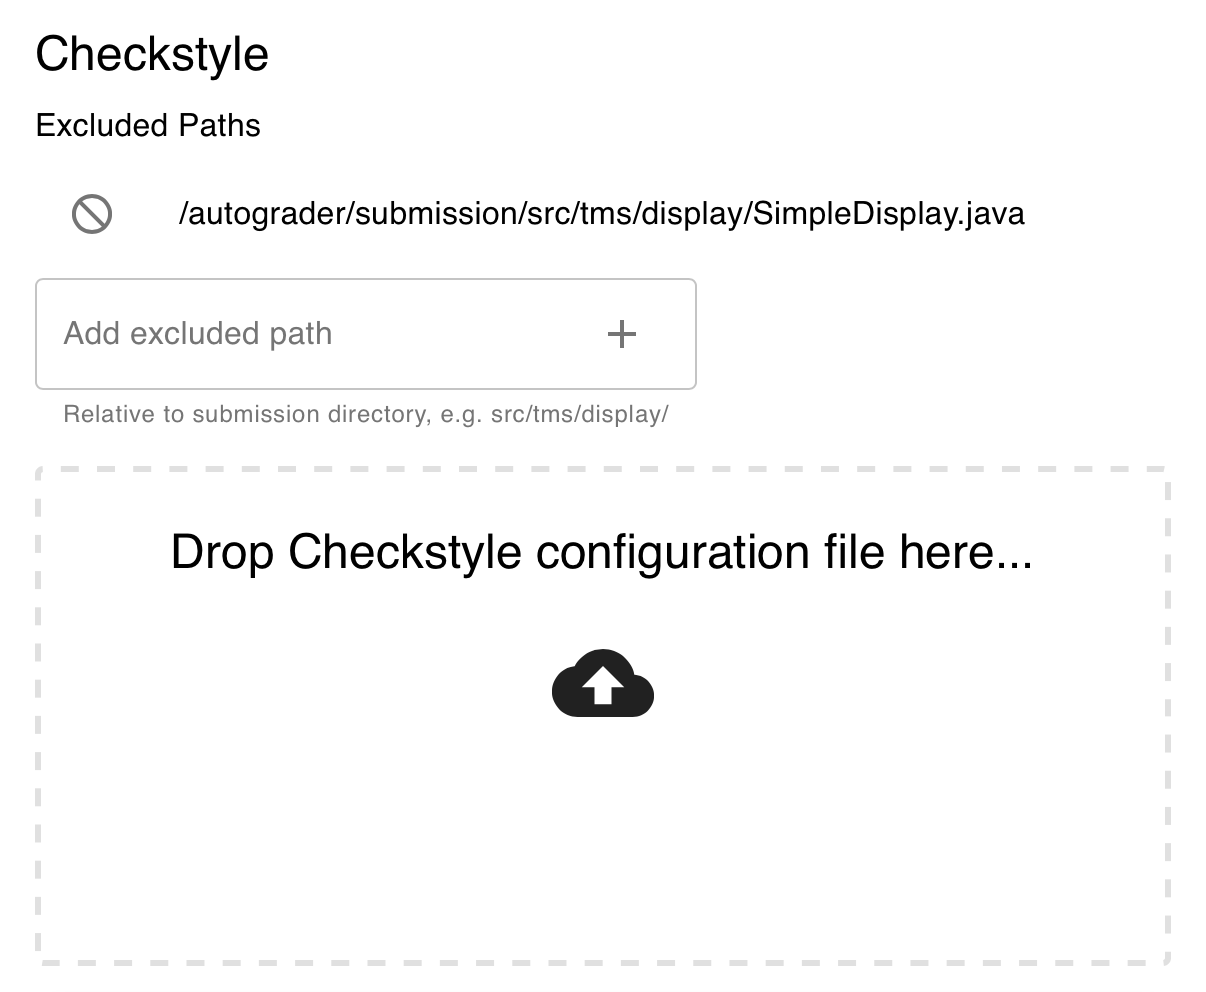 Checkstyle
Excluded Paths
/autograder/submission/src/tms/display/SimpleDisplay.java
Add excluded path
Relative to submission directory, e.g. src/tms/display/
Drop Checkstyle configuration file here...